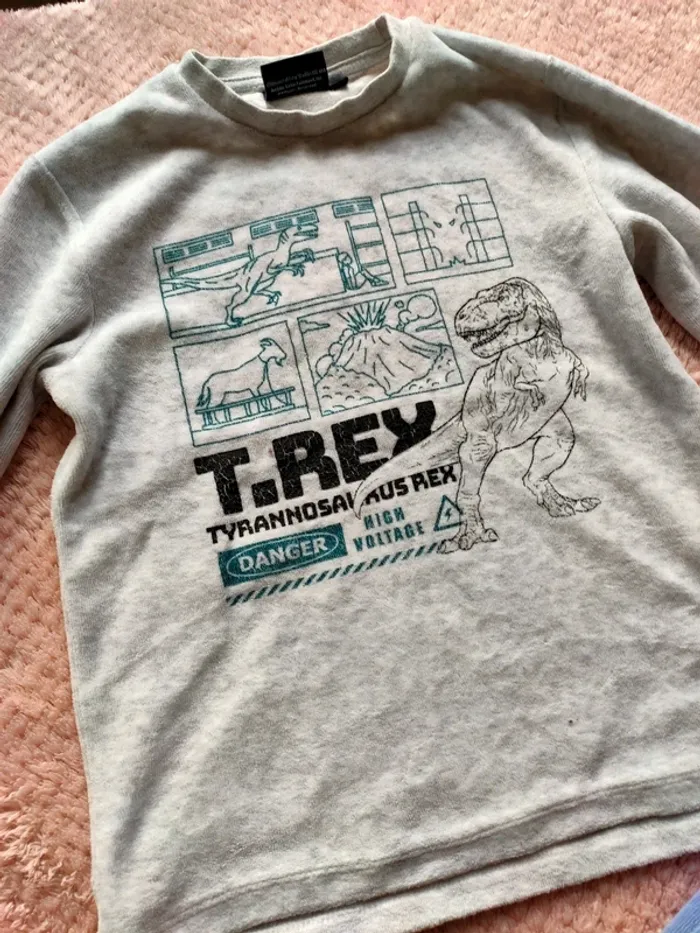 T.REX
TYRANNOSAURUS REX
DANGER
HIGH
VOLTAGE